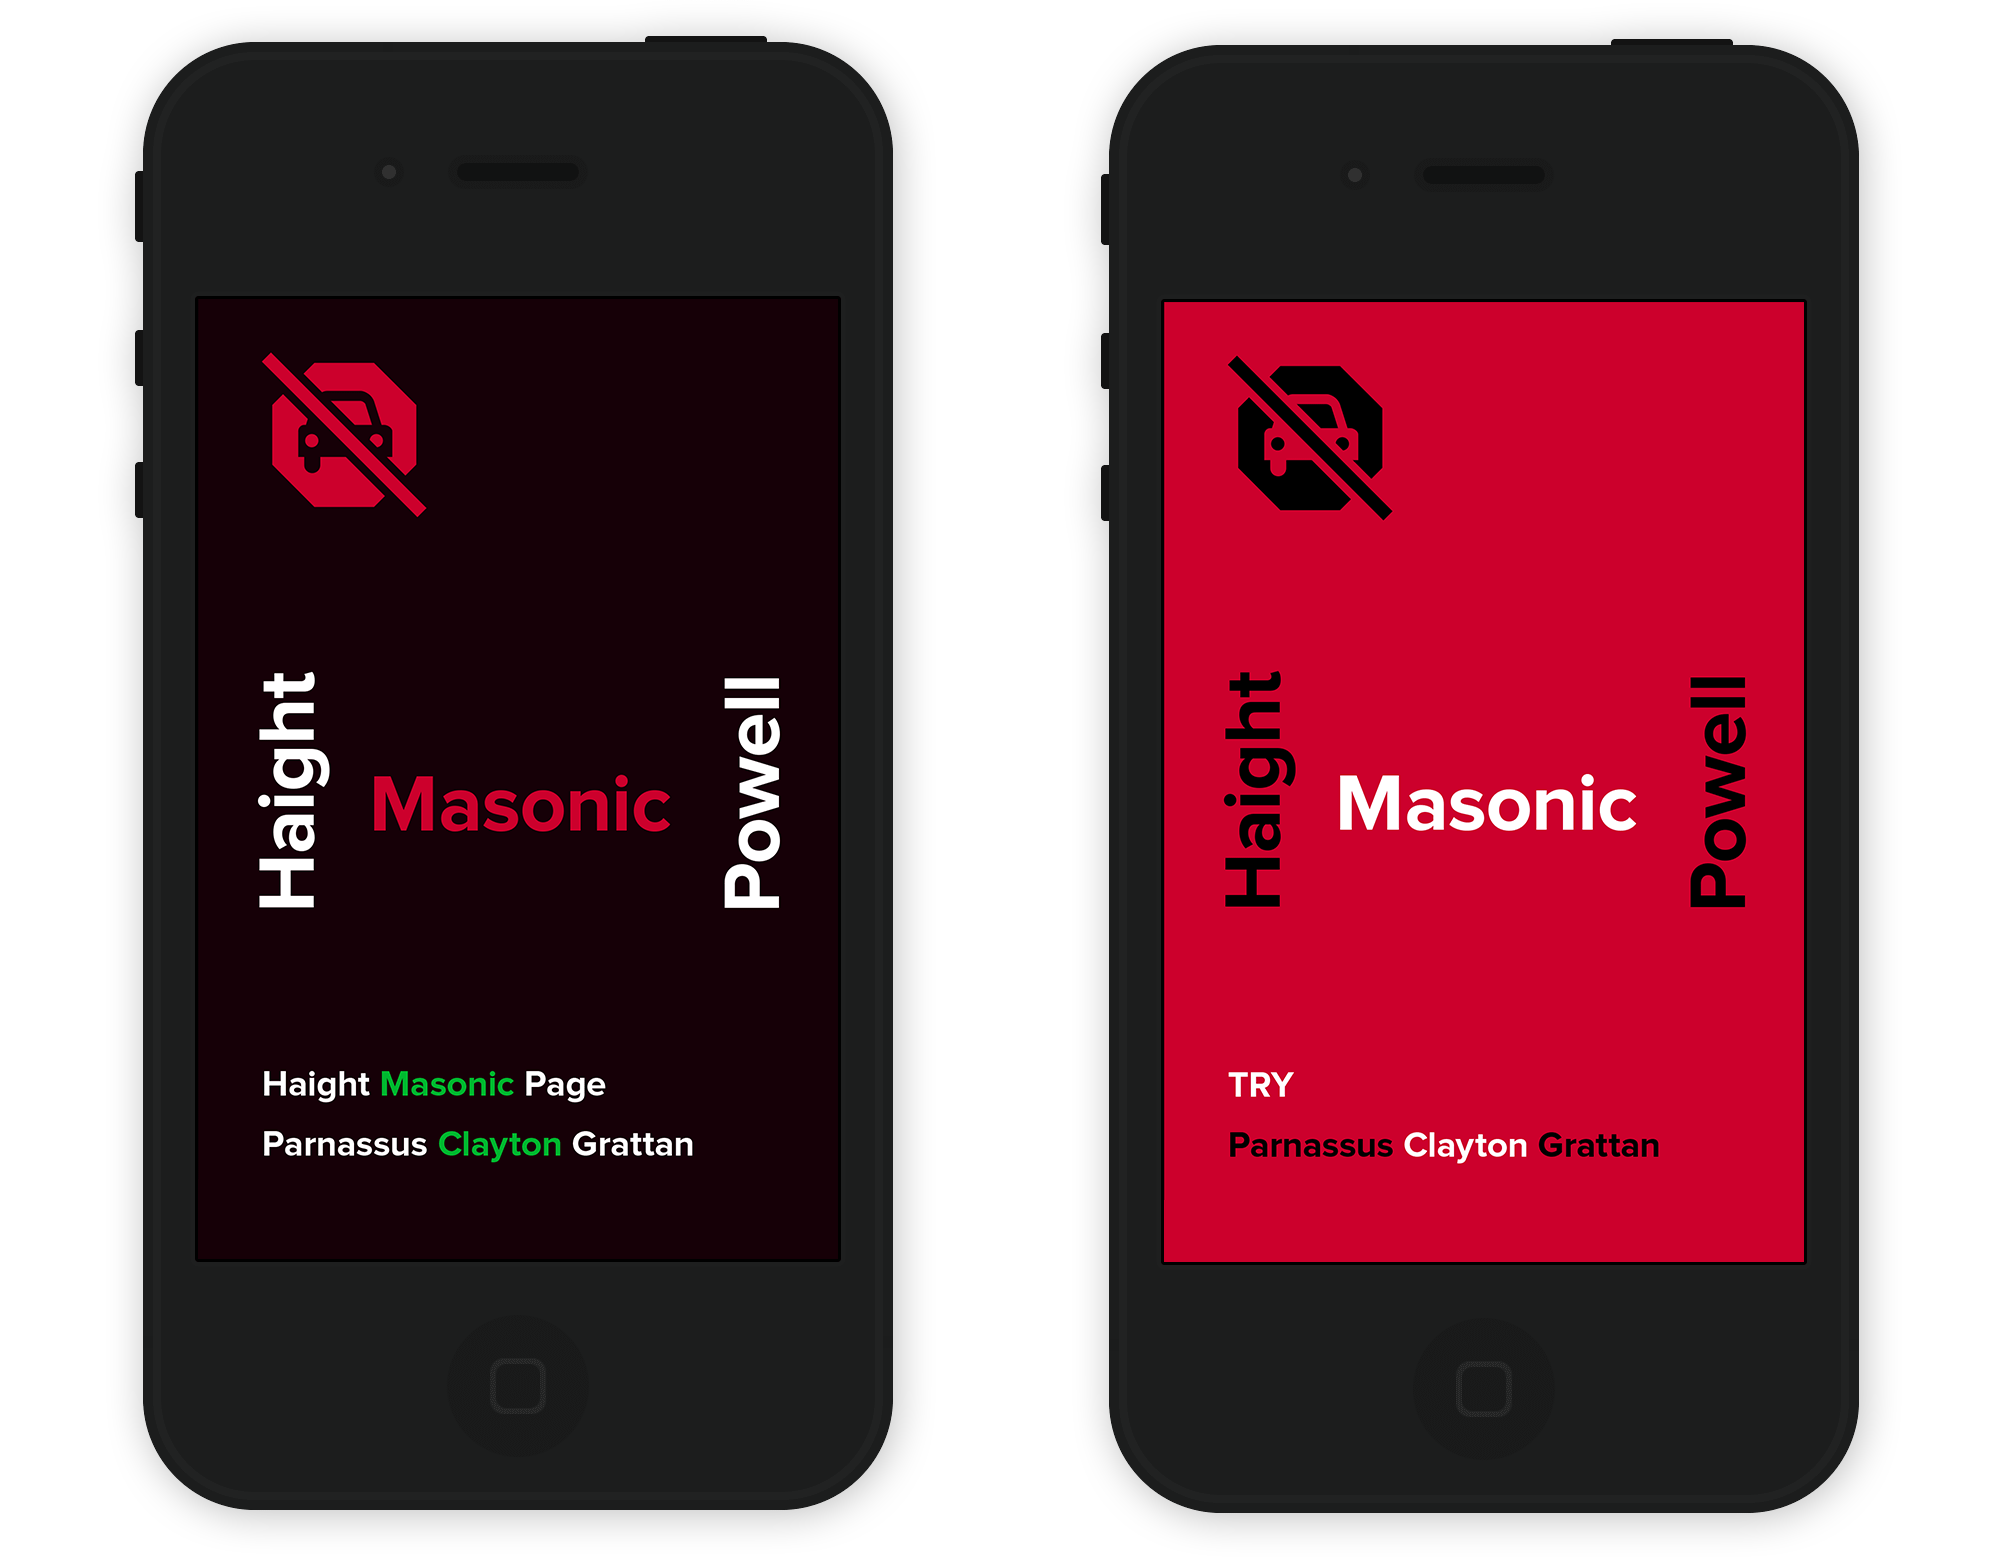 Haight
Masonic
Powell
Haight Masonic Page
Parnassus Clayton Grattan
Haight
Masonic
Powell
TRY
Parnassus Clayton Grattan